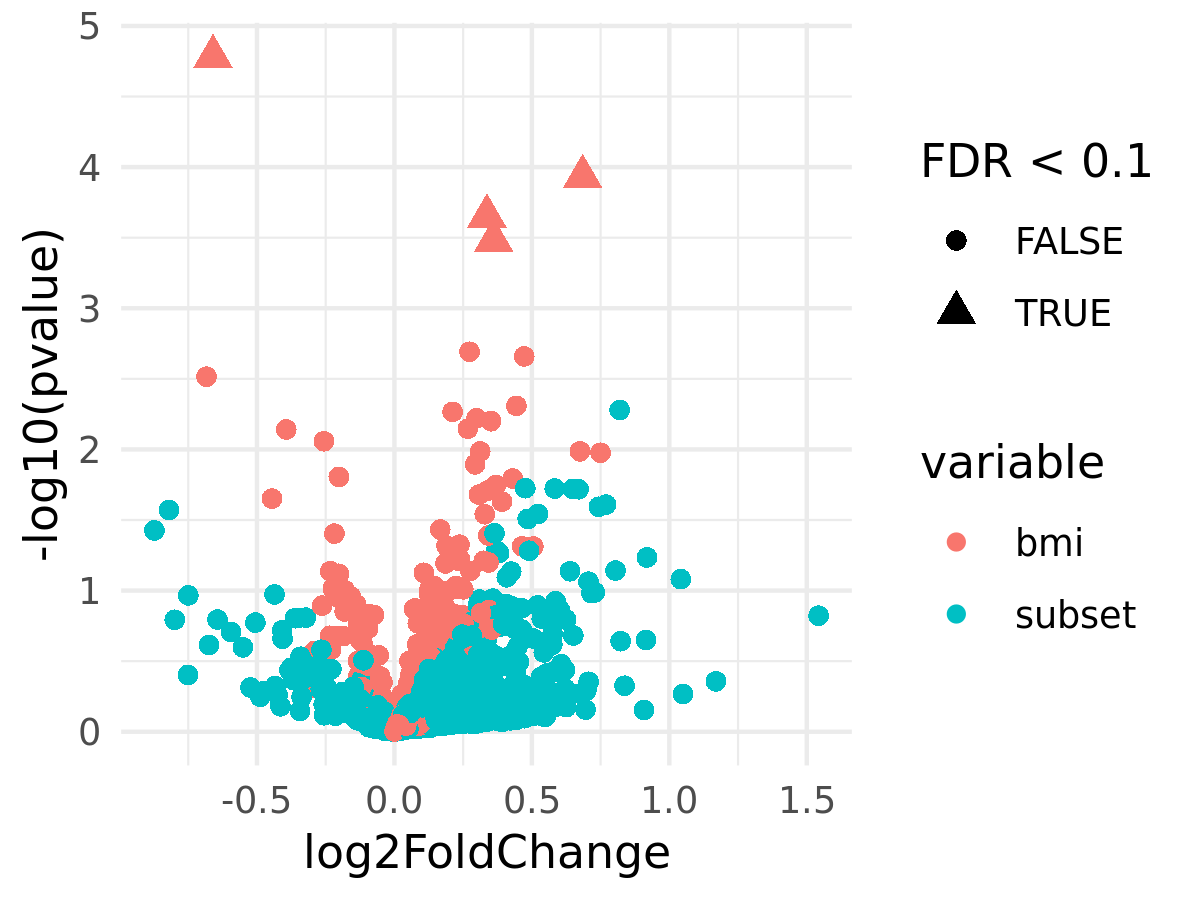 5
4
3
2
1
0
-log10(pvalue)
-0.5 0.0 0.5 1.0 1.5
log2FoldChange
FDR < 0.1
FALSE
TRUE
variable
bmi
subset